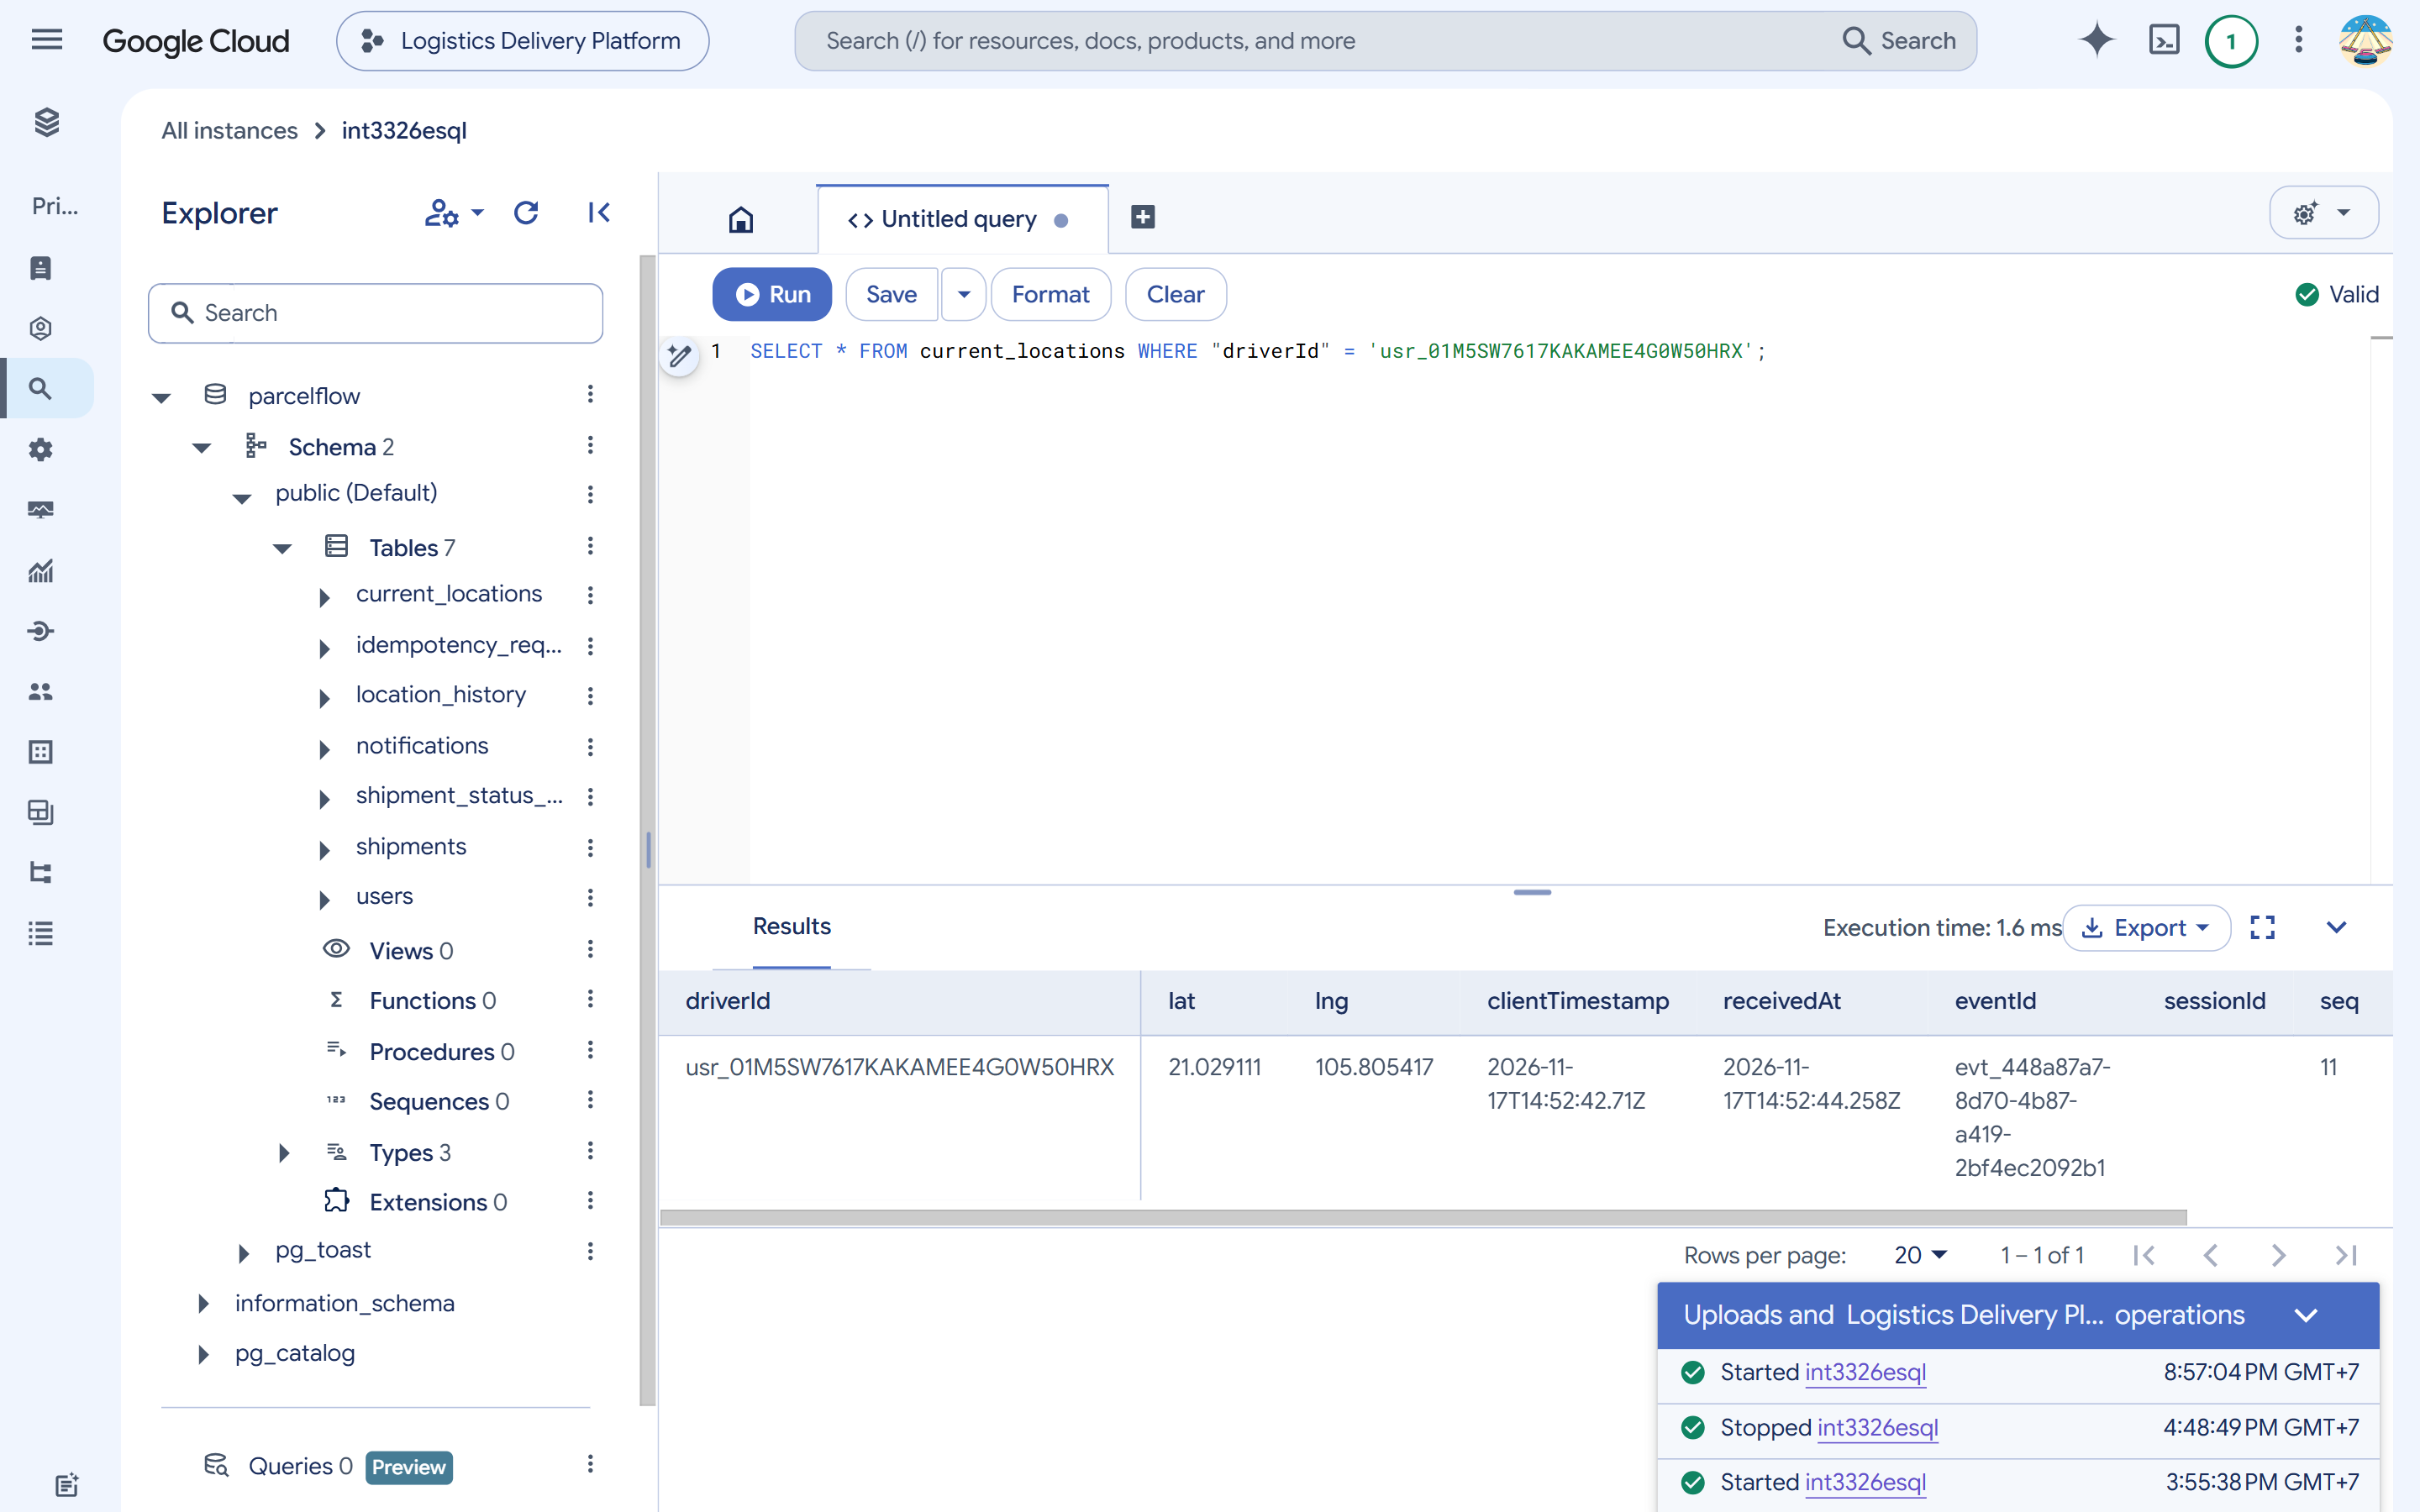 Google Cloud
Logistics Delivery Platform
Search (/) for resources, docs, products, and more
Search
1
All instances > int3326esql
Pri...
Explorer
Search
parcelflow
Schema 2
public (Default)
Tables 7
current_locations
idempotency_req...
location_history
notifications
shipment_status_...
shipments
users
Views 0
Functions 0
Procedures 0
Sequences 0
Types 3
Extensions 0
pg_toast
information_schema
pg_catalog
Queries 0 Preview
Untitled query
Run
Save
Format
Clear
Valid
1 SELECT * FROM current_locations WHERE "driverId" = 'usr_01M5SW7617KAKAMEE4G0W50HRX';
Results
Execution time: 1.6 ms
Export
driverId lat lng clientTimestamp receivedAt eventId sessionId seq
usr_01M5SW7617KAKAMEE4G0W50HRX 21.029111 105.805417 2026-11- 2026-11- evt_448a87a7- 11
17T14:52:42.71Z 17T14:52:44.258Z 8d70-4b87-
a419-
2bf4ec2092b1
Rows per page: 20 1 – 1 of 1
Uploads and Logistics Delivery Pl... operations
Started int3326esql 8:57:04 PM GMT+7
Stopped int3326esql 4:48:49 PM GMT+7
Started int3326esql 3:55:38 PM GMT+7